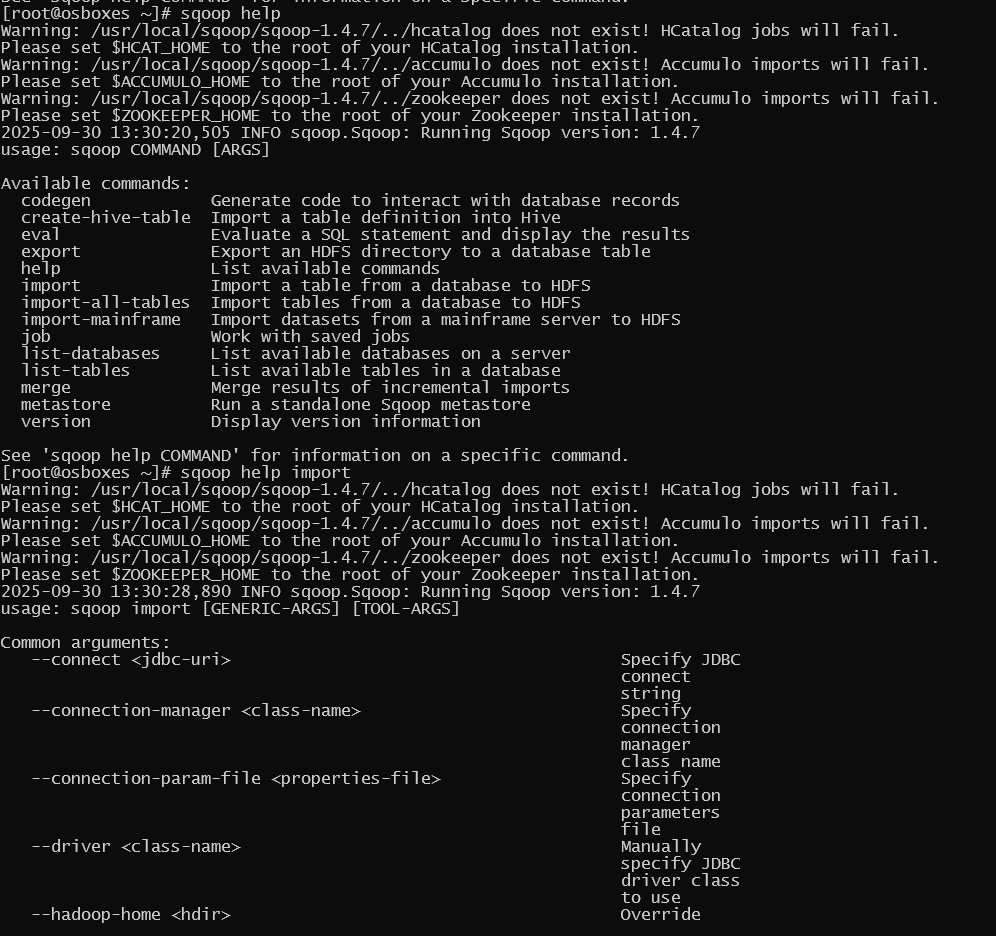 See 'sqoop help COMMAND' for information on a specific command.
[root@osboxes ~]# sqoop help
Warning: /usr/local/sqoop/sqoop-1.4.7/../hcatalog does not exist! HCatalog jobs will fail.
Please set $HCAT_HOME to the root of your HCatalog installation.
Warning: /usr/local/sqoop/sqoop-1.4.7/../accumulo does not exist! Accumulo imports will fail.
Please set $ACCUMULO_HOME to the root of your Accumulo installation.
Warning: /usr/local/sqoop/sqoop-1.4.7/../zookeeper does not exist! Accumulo imports will fail.
Please set $ZOOKEEPER_HOME to the root of your Zookeeper installation.
2025-09-30 13:30:20,505 INFO sqoop.Sqoop: Running Sqoop version: 1.4.7
usage: sqoop COMMAND [ARGS]

Available commands:
  codegen            Generate code to interact with database records
  create-hive-table  Import a table definition into Hive
  eval               Evaluate a SQL statement and display the results
  export             Export an HDFS directory to a database table
  help               List available commands
  import             Import a table from a database to HDFS
  import-all-tables  Import tables from a database to HDFS
  import-mainframe   Import datasets from a mainframe server to HDFS
  job                Work with saved jobs
  list-databases     List available databases on a server
  list-tables        List available tables in a database
  merge              Merge results of incremental imports
  metastore          Run a standalone Sqoop metastore
  version            Display version information

See 'sqoop help COMMAND' for information on a specific command.
[root@osboxes ~]# sqoop help import
Warning: /usr/local/sqoop/sqoop-1.4.7/../hcatalog does not exist! HCatalog jobs will fail.
Please set $HCAT_HOME to the root of your HCatalog installation.
Warning: /usr/local/sqoop/sqoop-1.4.7/../accumulo does not exist! Accumulo imports will fail.
Please set $ACCUMULO_HOME to the root of your Accumulo installation.
Warning: /usr/local/sqoop/sqoop-1.4.7/../zookeeper does not exist! Accumulo imports will fail.
Please set $ZOOKEEPER_HOME to the root of your Zookeeper installation.
2025-09-30 13:30:28,890 INFO sqoop.Sqoop: Running Sqoop version: 1.4.7
usage: sqoop import [GENERIC-ARGS] [TOOL-ARGS]

Common arguments:
   --connect <jdbc-uri>                                       Specify JDBC
                                                              connect
                                                              string
   --connection-manager <class-name>                          Specify
                                                              connection
                                                              manager
                                                              class name
   --connection-param-file <properties-file>                  Specify
                                                              connection
                                                              parameters
                                                              file
   --driver <class-name>                                      Manually
                                                              specify JDBC
                                                              driver class
                                                              to use
   --hadoop-home <hdir>                                       Override